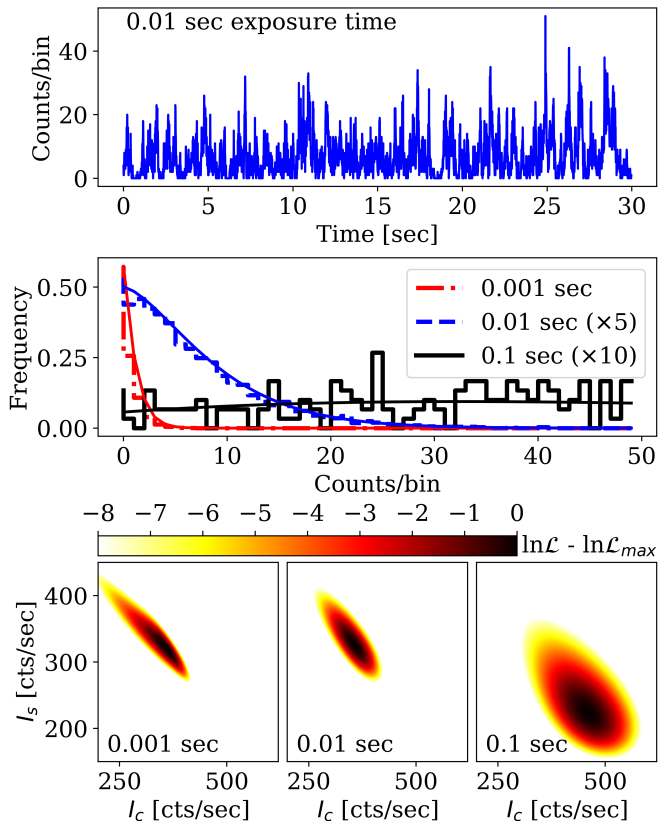 0.01 sec exposure time
Counts/bin
40
20
0
0 5 10 15 20 25 30
Time [sec]
Frequency
0.50
0.25
0.00
0.001 sec
0.01 sec (×5)
0.1 sec (×10)
0 10 20 30 40 50
Counts/bin
−8 −7 −6 −5 −4 −3 −2 −1 0
lnℒ - lnℒmax
I_s [cts/sec]
400
300
200
0.001 sec
0.01 sec
0.1 sec
250 500 250 500 250 500
I_c [cts/sec] I_c [cts/sec] I_c [cts/sec]